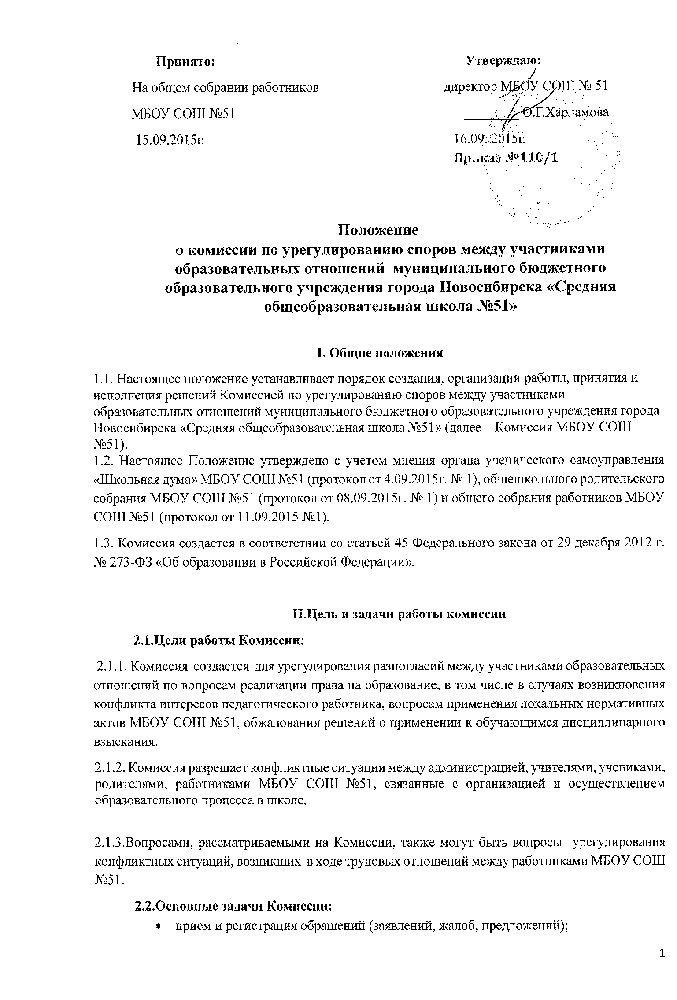 Принято:
На общем собрании работников
МБОУ СОШ №51
15.09.2015г.
Утверждаю:
директор МБОУ СОШ № 51
О.Г.Харламова
16.09. 2015г.
Приказ №110/1
Положение
о комиссии по урегулированию споров между участниками
образовательных отношений  муниципального бюджетного
образовательного учреждения города Новосибирска «Средняя
общеобразовательная школа №51»
I. Общие положения
1.1. Настоящее положение устанавливает порядок создания, организации работы, принятия и
исполнения решений Комиссией по урегулированию споров между участниками
образовательных отношений муниципального бюджетного образовательного учреждения города
Новосибирска «Средняя общеобразовательная школа №51» (далее – Комиссия МБОУ СОШ
№51).
1.2. Настоящее Положение утверждено с учетом мнения органа ученического самоуправления
«Школьная дума» МБОУ СОШ №51 (протокол от 4.09.2015г. № 1), общешкольного родительского
собрания МБОУ СОШ №51 (протокол от 08.09.2015г. № 1) и общего собрания работников МБОУ
СОШ №51 (протокол от 11.09.2015 №1).
1.3. Комиссия создается в соответствии со статьей 45 Федерального закона от 29 декабря 2012 г.
№ 273-ФЗ «Об образовании в Российской Федерации».
II.Цель и задачи работы комиссии
2.1.Цели работы Комиссии:
2.1.1. Комиссия  создается  для урегулирования разногласий между участниками образовательных
отношений по вопросам реализации права на образование, в том числе в случаях возникновения
конфликта интересов педагогического работника, вопросам применения локальных нормативных
актов МБОУ СОШ №51, обжалования решений о применении к обучающимся дисциплинарного
взыскания.
2.1.2. Комиссия разрешает конфликтные ситуации между администрацией, учителями, учениками,
родителями, работниками МБОУ СОШ №51, связанные с организацией и осуществлением
образовательного процесса в школе.
2.1.3.Вопросами, рассматриваемыми на Комиссии, также могут быть вопросы  урегулирования
конфликтных ситуаций, возникших  в ходе трудовых отношений между работниками МБОУ СОШ
№51.
2.2.Основные задачи Комиссии:
• прием и регистрация обращений (заявлений, жалоб, предложений);
1